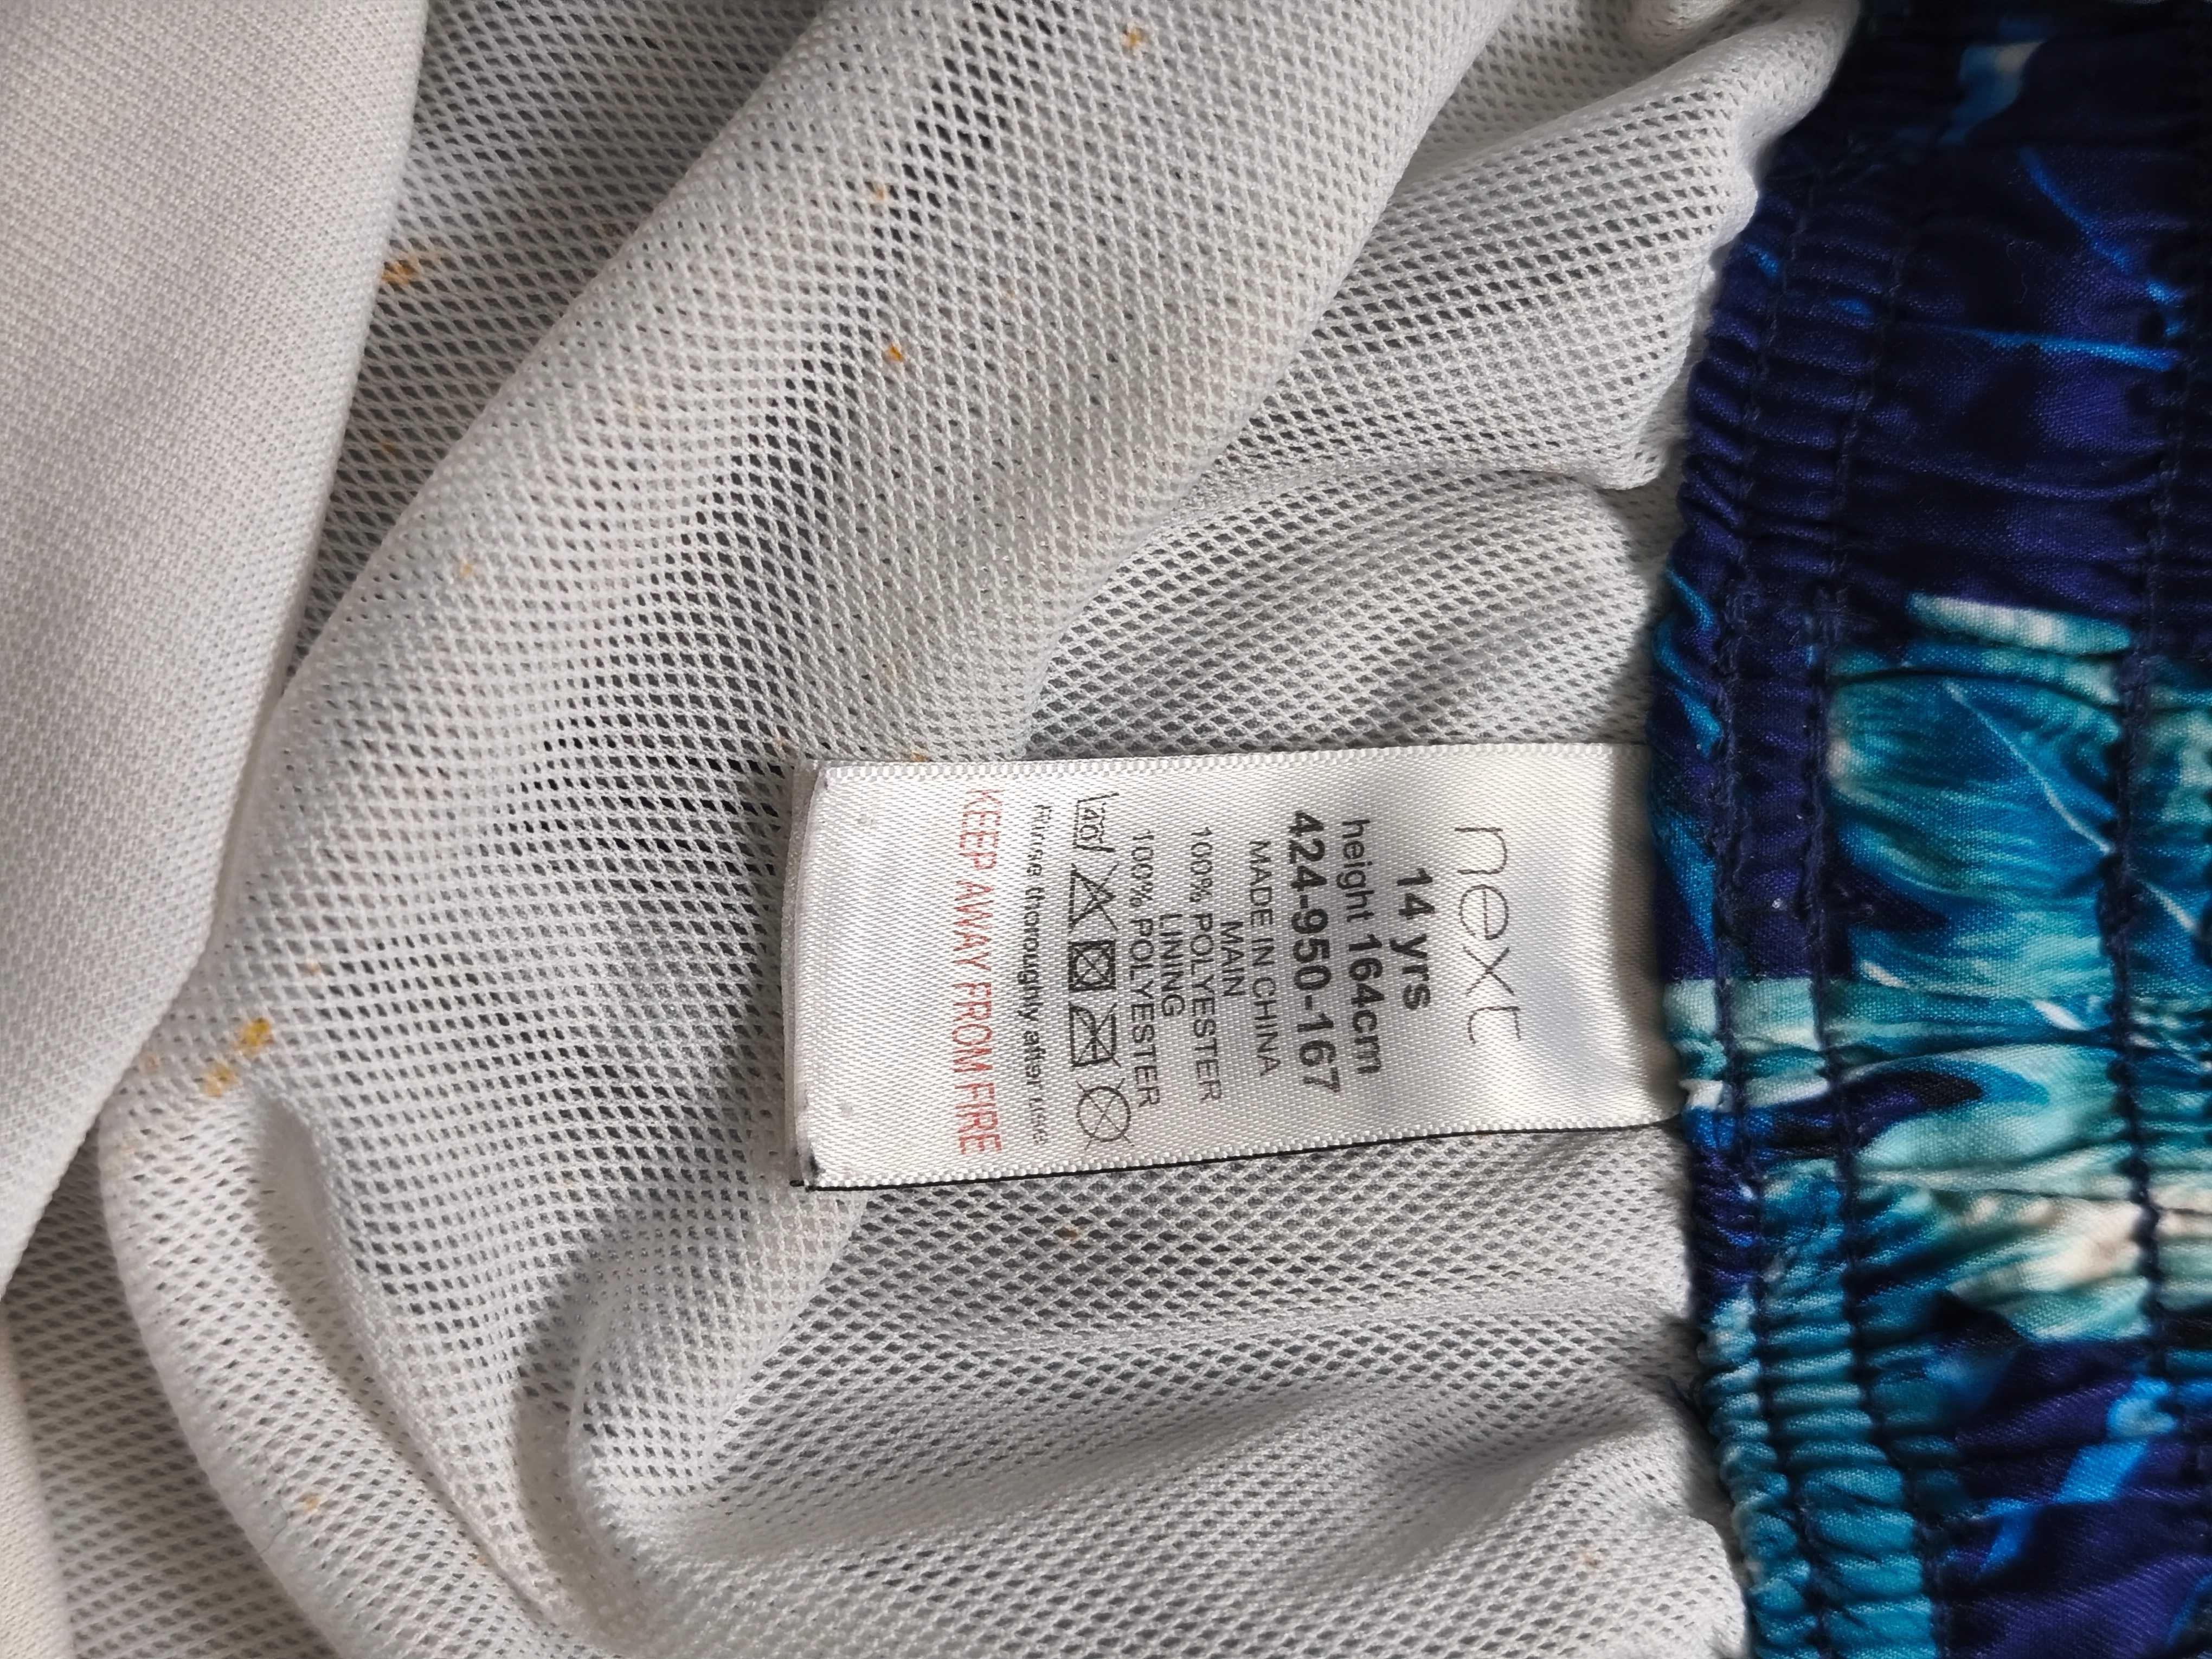 next
14 yrs
height 164cm
424-950-167
MADE IN CHINA
MAIN
100% POLYESTER
LINING
100% POLYESTER
40
Rinse thoroughly after use
KEEP AWAY FROM FIRE